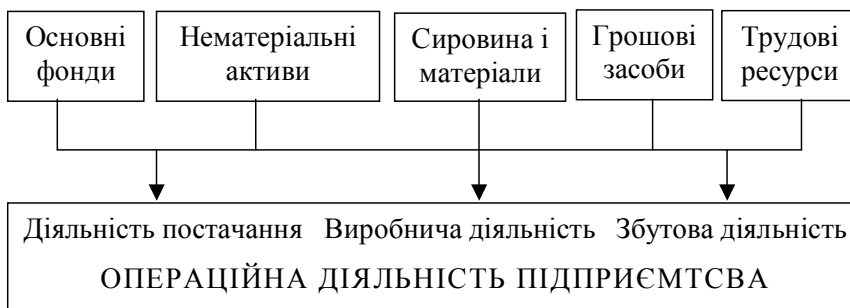 Основні
фонди
Нематеріальні
активи
Сировина і
матеріали
Грошові
засоби
Трудові
ресурси
Діяльність постачання Виробнича діяльність Збутова діяльність
ОПЕРАЦІЙНА ДІЯЛЬНІСТЬ ПІДПРИЄМТСВА